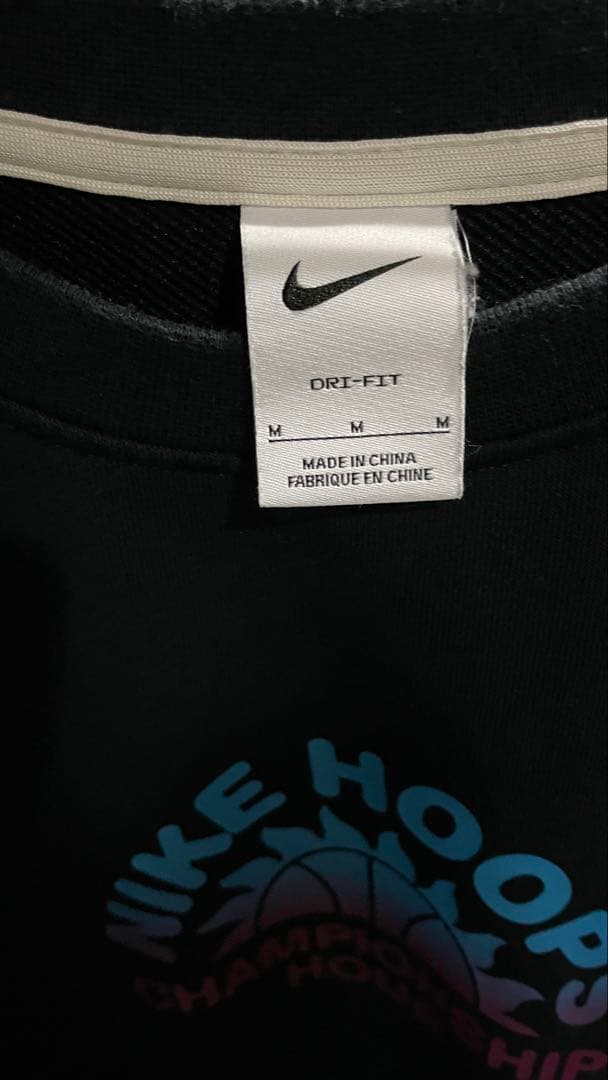 DRI-FIT
M M M
MADE IN CHINA
FABRIQUE EN CHINE
NIKE HOOPS